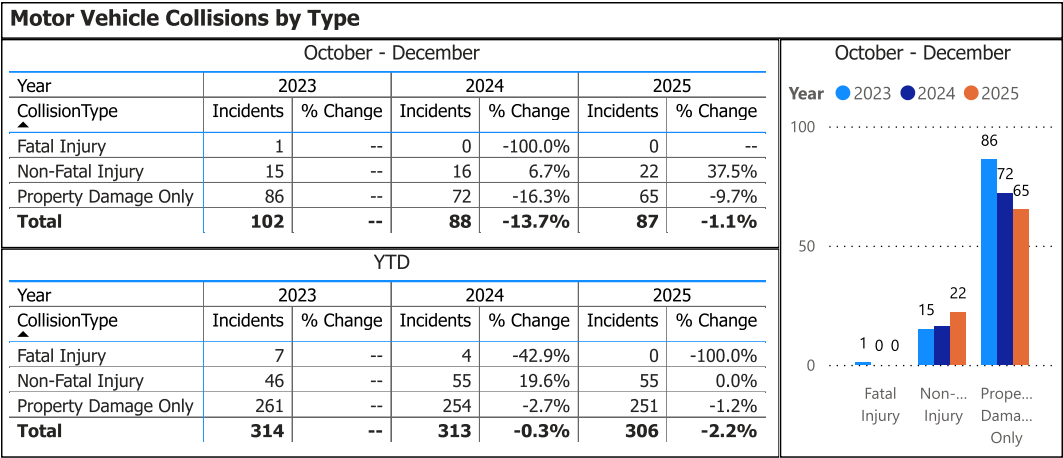 Motor Vehicle Collisions by Type
October - December
Year 2023 2024 2025
CollisionType Incidents % Change Incidents % Change Incidents % Change
Fatal Injury 1 -- 0 -100.0% 0 --
Non-Fatal Injury 15 -- 16 6.7% 22 37.5%
Property Damage Only 86 -- 72 -16.3% 65 -9.7%
Total 102 -- 88 -13.7% 87 -1.1%
YTD
Year 2023 2024 2025
CollisionType Incidents % Change Incidents % Change Incidents % Change
Fatal Injury 7 -- 4 -42.9% 0 -100.0%
Non-Fatal Injury 46 -- 55 19.6% 55 0.0%
Property Damage Only 261 -- 254 -2.7% 251 -1.2%
Total 314 -- 313 -0.3% 306 -2.2%
October - December
Year 2023 2024 2025
100
86
72
65
50
22
15
1 0 0
0
Fatal Non-... Prope...
Injury Injury Dama...
Only